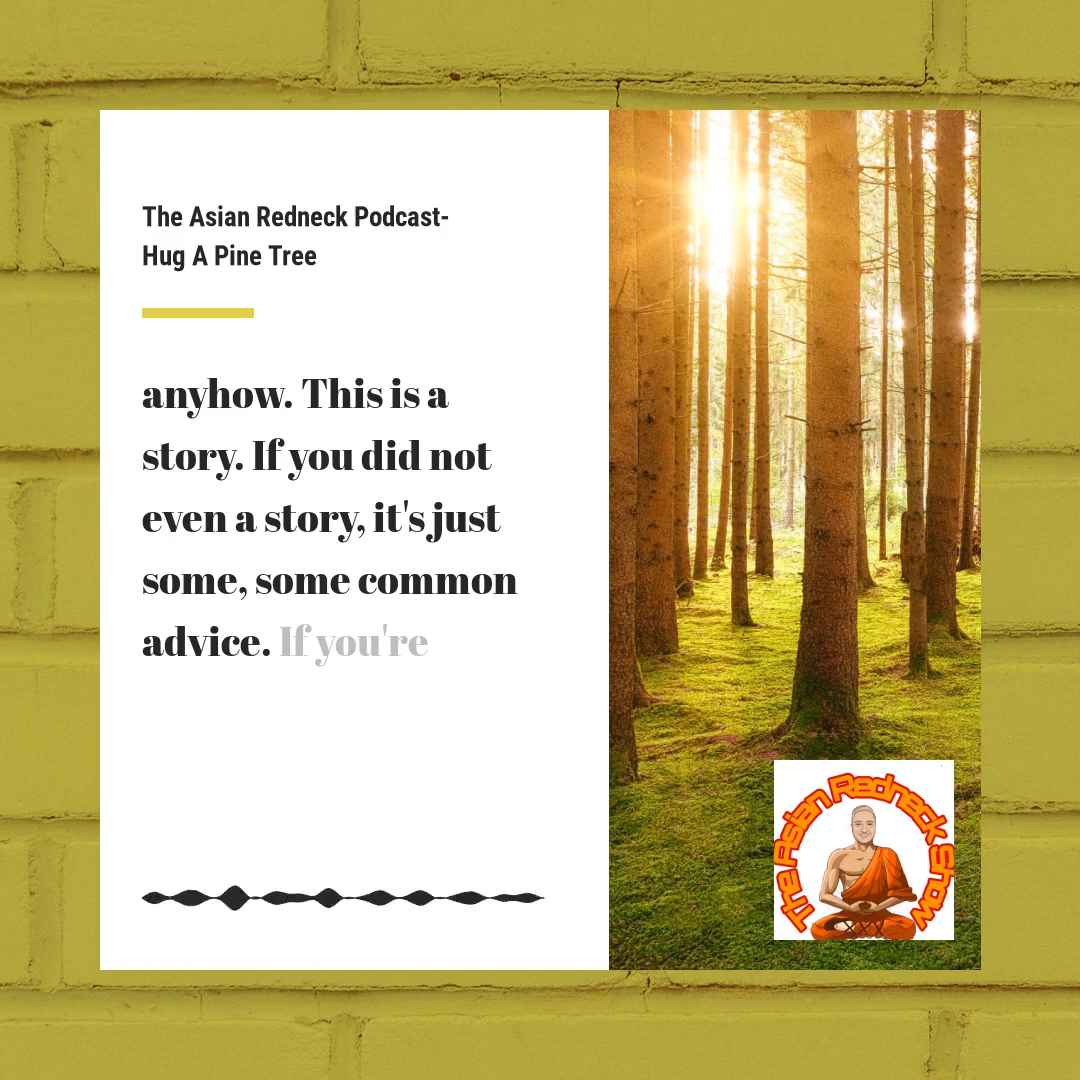 The Asian Redneck Podcast-
Hug A Pine Tree
anyhow. This is a
story. If you did not
even a story, it's just
some, some common
advice. If you're
The Asian Redneck Show